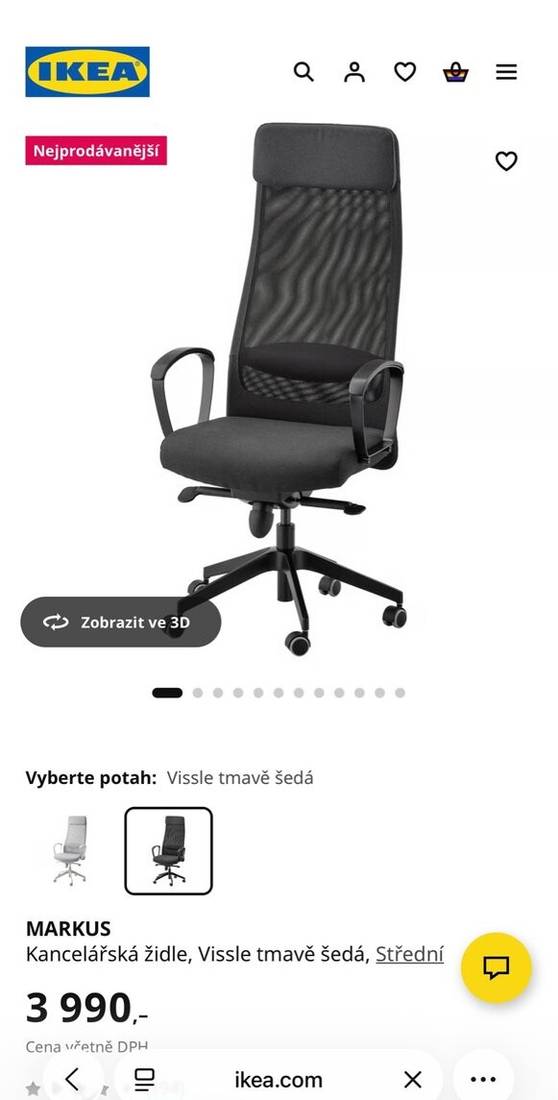 IKEA
Nejprodávanější
Zobrazit ve 3D
Vyberte potah: Vissle tmavě šedá
MARKUS
Kancelářská židle, Vissle tmavě šedá, Střední
3 990,-
Cena včetně DPH
ikea.com